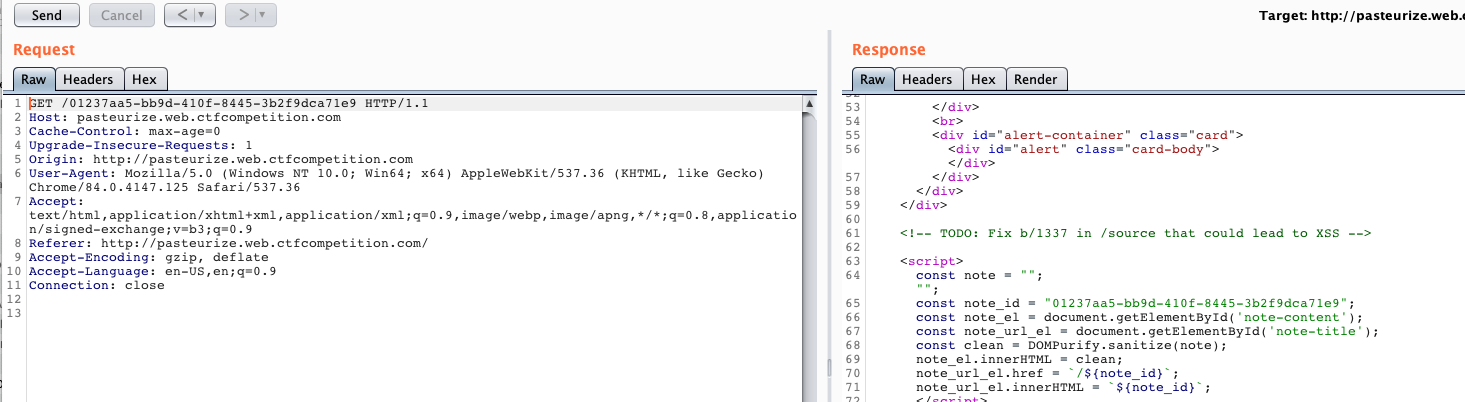 Send Cancel < | ▼ > | ▼ Target: http://pasteurize.web.
Request
Raw Headers Hex
1 GET /01237aa5-bb9d-410f-8445-3b2f9dca71e9 HTTP/1.1
2 Host: pasteurize.web.ctfcompetition.com
3 Cache-Control: max-age=0
4 Upgrade-Insecure-Requests: 1
5 Origin: http://pasteurize.web.ctfcompetition.com
6 User-Agent: Mozilla/5.0 (Windows NT 10.0; Win64; x64) AppleWebKit/537.36 (KHTML, like Gecko)
Chrome/84.0.4147.125 Safari/537.36
7 Accept:
text/html,application/xhtml+xml,application/xml;q=0.9,image/webp,image/apng,*/*;q=0.8,applicatio
n/signed-exchange;v=b3;q=0.9
8 Referer: http://pasteurize.web.ctfcompetition.com/
9 Accept-Encoding: gzip, deflate
10 Accept-Language: en-US,en;q=0.9
11 Connection: close
12
13
Response
Raw Headers Hex Render
53 </div>
54 <br>
55 <div id="alert-container" class="card">
56 <div id="alert" class="card-body">
</div>
57 </div>
58 </div>
59 </div>
60
61 <!-- TODO: Fix b/1337 in /source that could lead to XSS -->
62
63 <script>
64 const note = "";
"";
65 const note_id = "01237aa5-bb9d-410f-8445-3b2f9dca71e9";
66 const note_el = document.getElementById('note-content');
67 const note_url_el = document.getElementById('note-title');
68 const clean = DOMPurify.sanitize(note);
69 note_el.innerHTML = clean;
70 note_url_el.href = `/${note_id}`;
71 note_url_el.innerHTML = `${note_id}`;
72 </script>